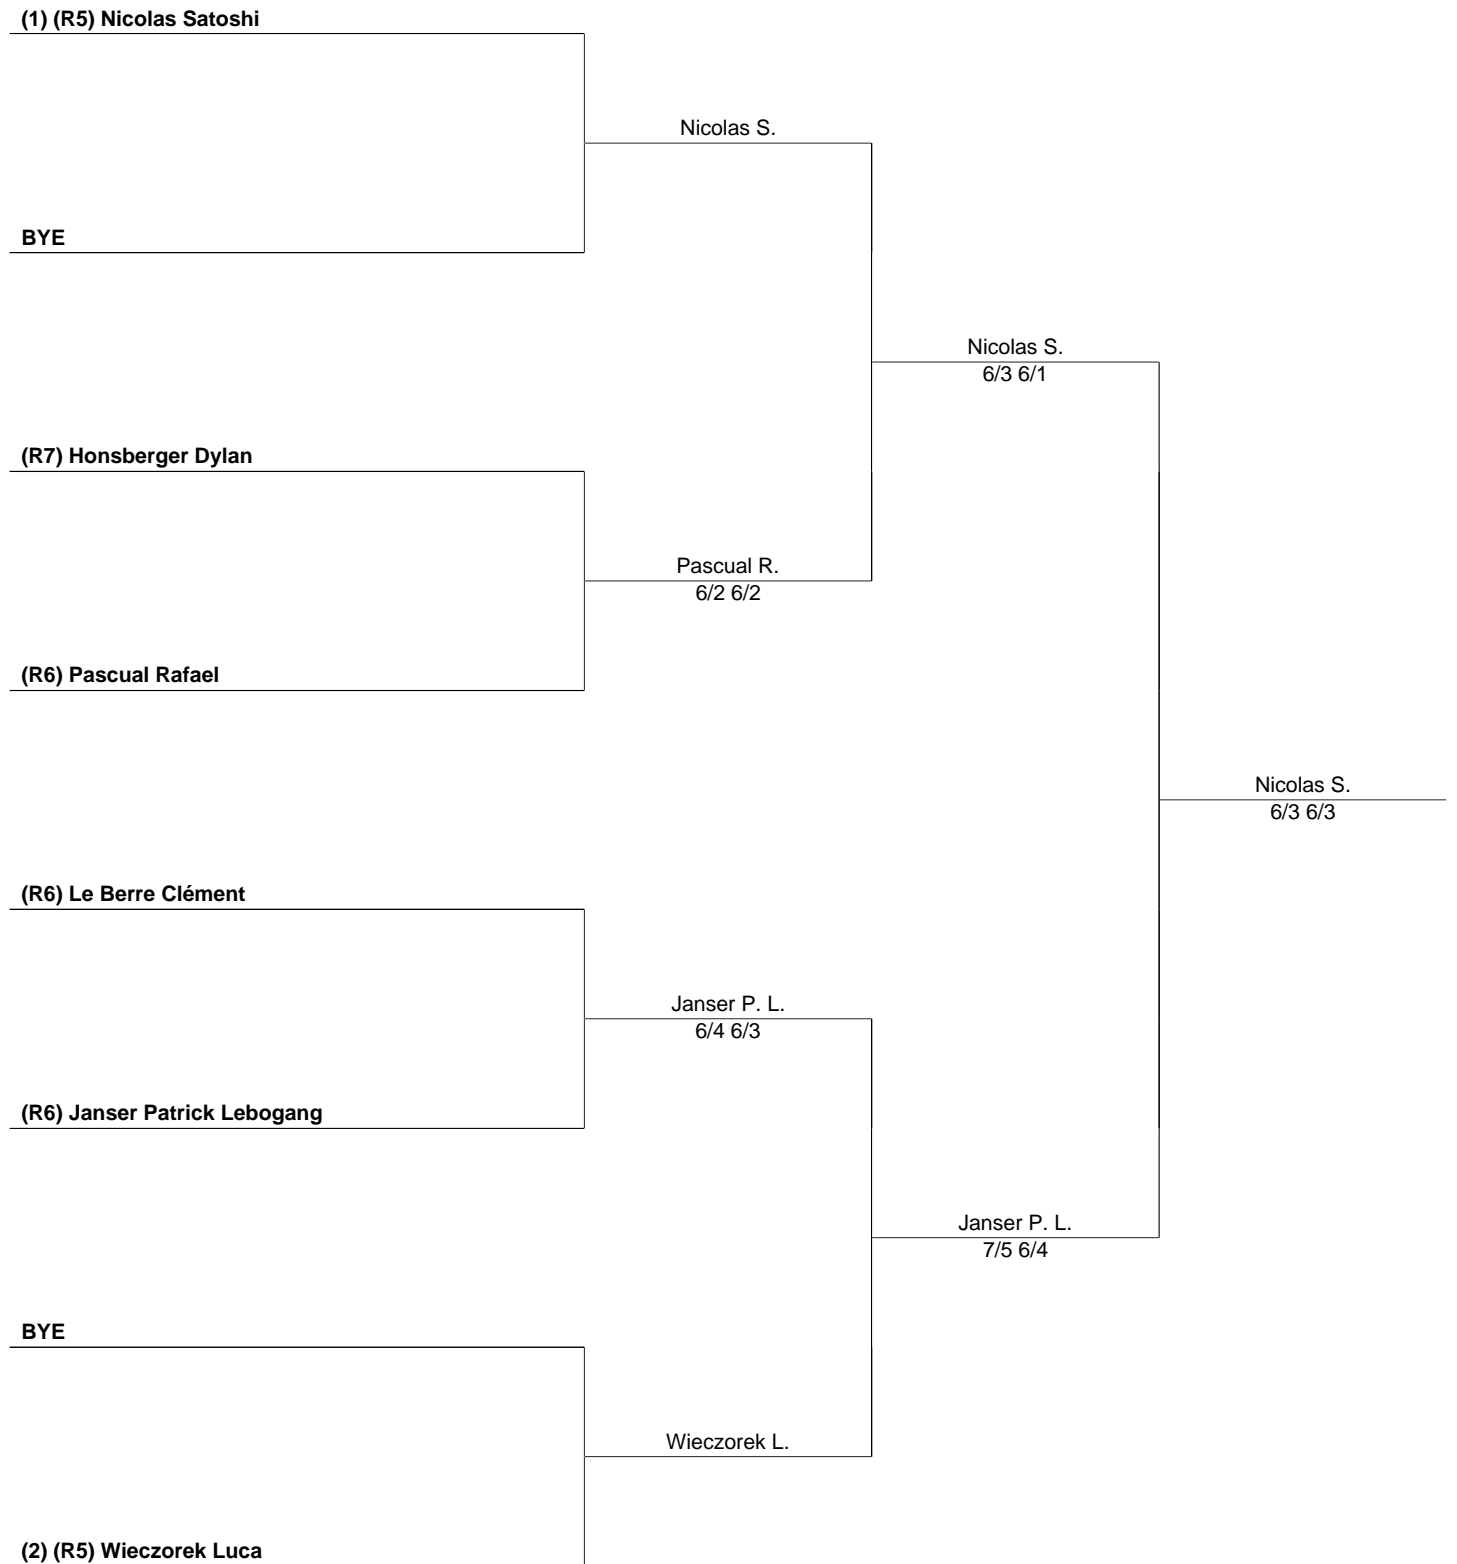 (1) (R5) Nicolas Satoshi
Nicolas S.
BYE
Nicolas S.
6/3 6/1
(R7) Honsberger Dylan
Pascual R.
6/2 6/2
(R6) Pascual Rafael
Nicolas S.
6/3 6/3
(R6) Le Berre Clément
Janser P. L.
6/4 6/3
(R6) Janser Patrick Lebogang
Janser P. L.
7/5 6/4
BYE
Wieczorek L.
(2) (R5) Wieczorek Luca